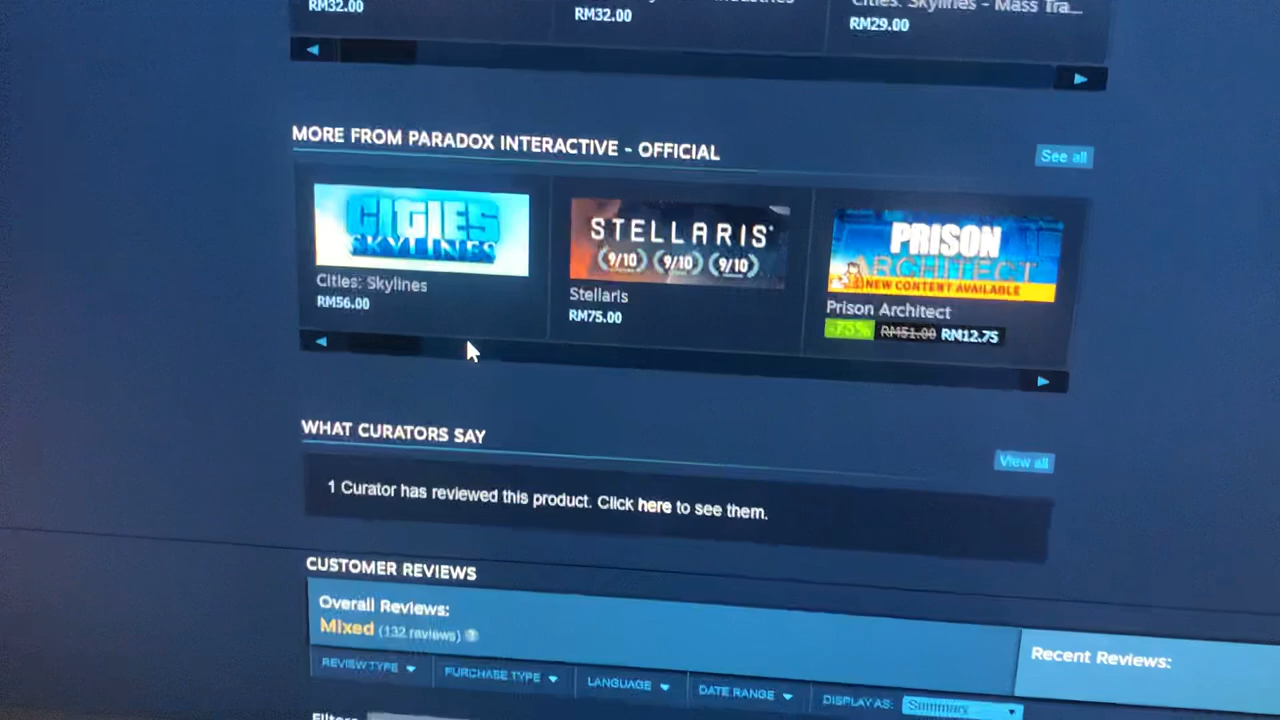 RM32.00
RM32.00
Cities: Skylines - Mass Tra...
RM29.00
MORE FROM PARADOX INTERACTIVE - OFFICIAL
See all
CITIES
SKYLINES
STELLARIS
9/10 9/10 9/10
PRISON
ARCHITECT
NEW CONTENT AVAILABLE
Cities: Skylines
RM56.00
Stellaris
RM75.00
Prison Architect
-75% RM51.00 RM12.75
WHAT CURATORS SAY
View all
1 Curator has reviewed this product. Click here to see them.
CUSTOMER REVIEWS
Overall Reviews:
Mixed (132 reviews) ?
Recent Reviews:
REVIEW TYPE
PURCHASE TYPE
LANGUAGE
DATE RANGE
DISPLAY AS: Summary
Filters